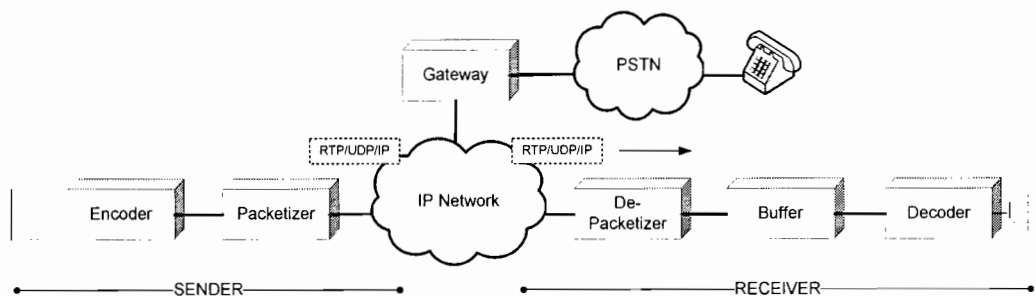 Gateway
PSTN
RTP/UDP/IP
RTP/UDP/IP
Encoder
Packetizer
IP Network
De-
Packetizer
Buffer
Decoder
SENDER
RECEIVER